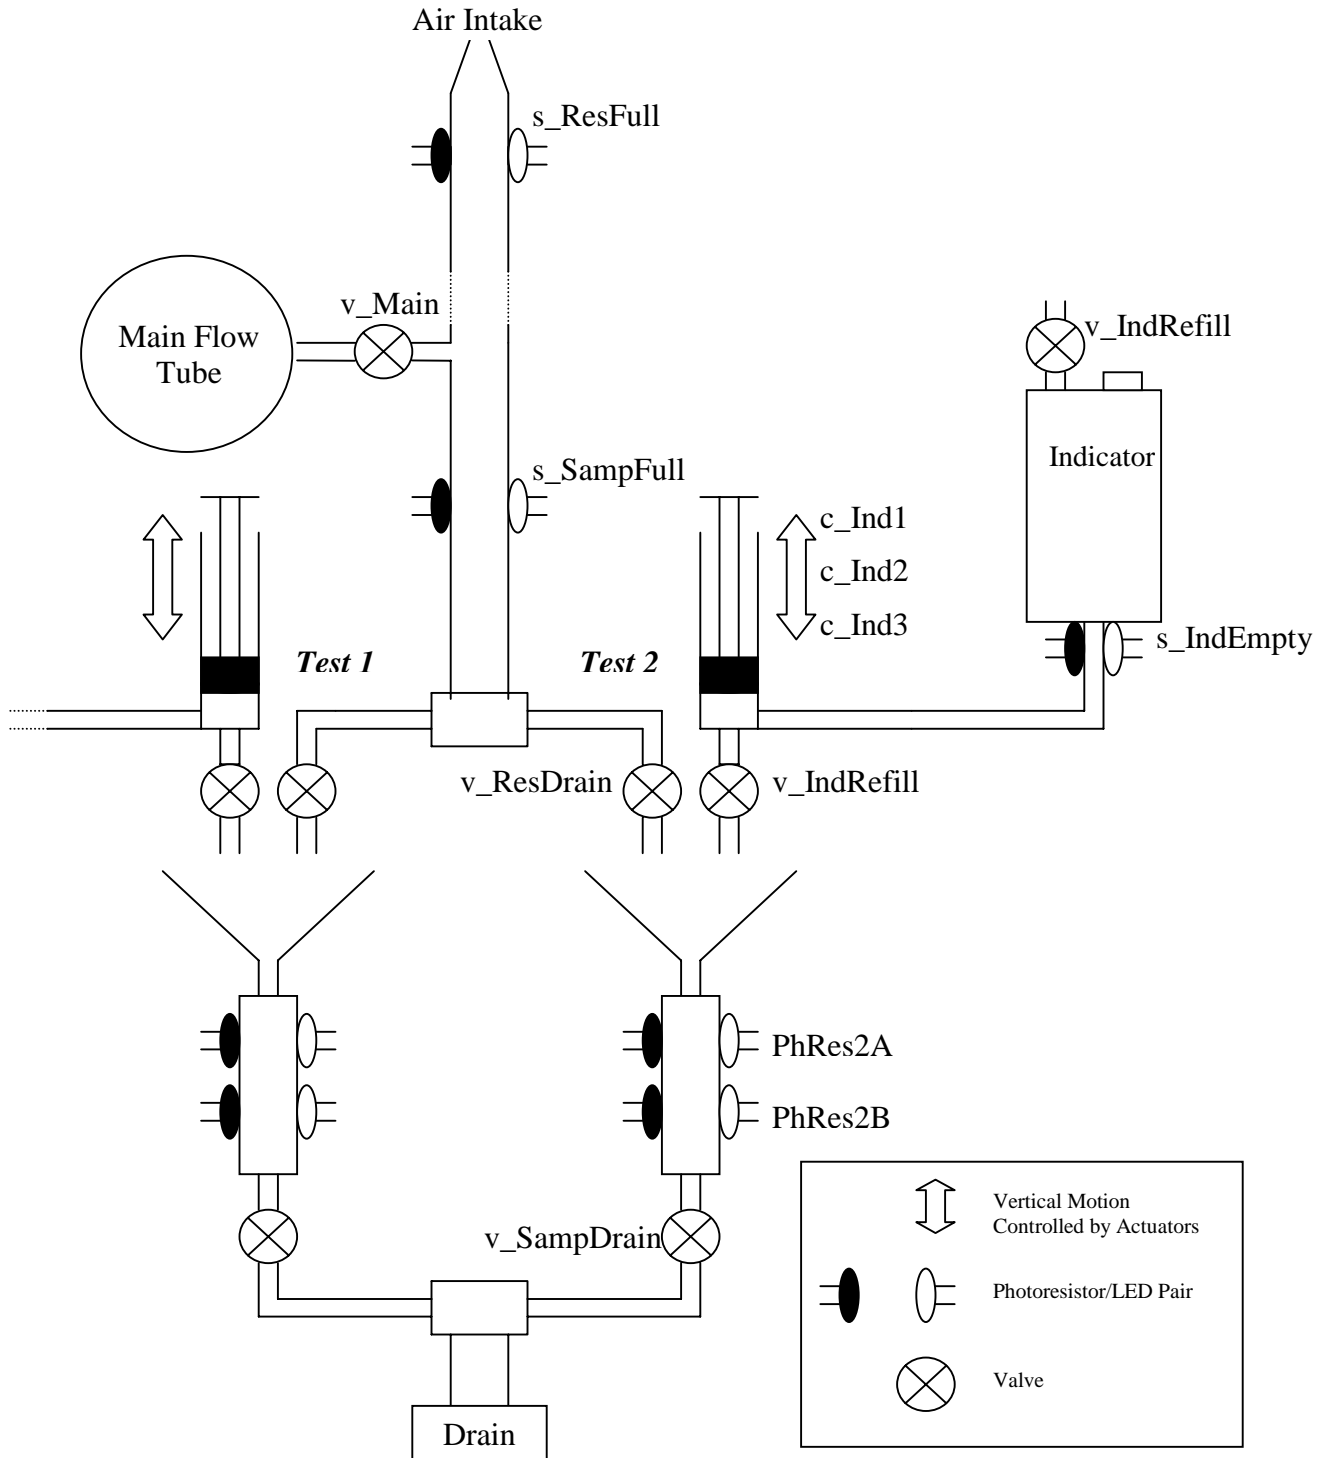 Air Intake
s_ResFull
v_Main
v_IndRefill
Main Flow
Tube
Indicator
s_SampFull
c_Ind1
c_Ind2
c_Ind3
s_IndEmpty
Test 1
Test 2
v_ResDrain
v_IndRefill
PhRes2A
PhRes2B
v_SampDrain
Vertical Motion
Controlled by Actuators
Photoresistor/LED Pair
Valve
Drain